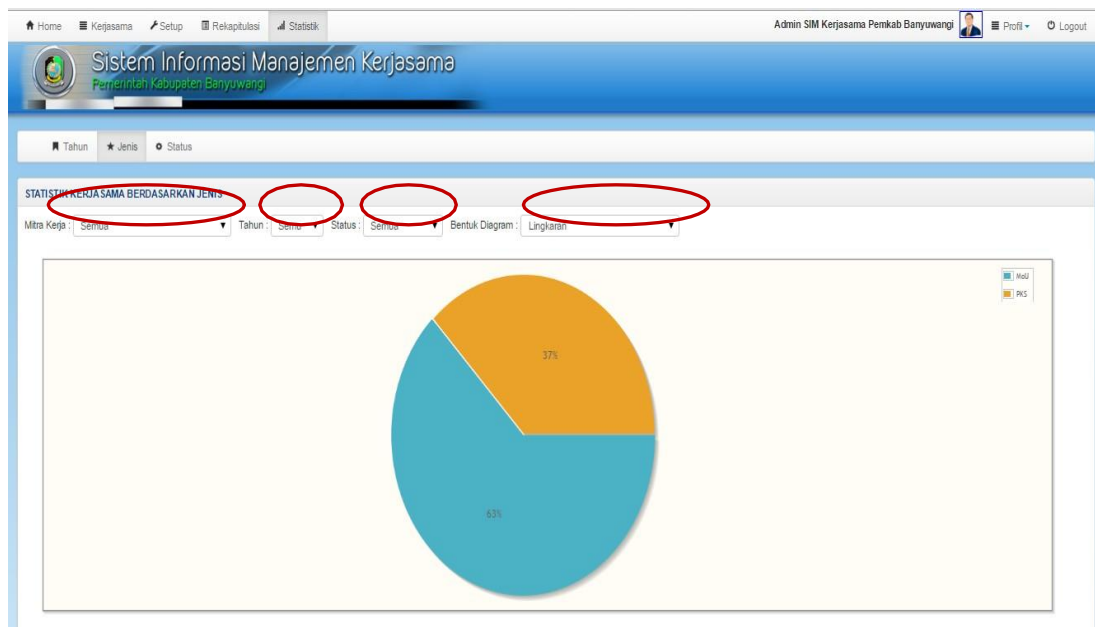 Home Kerjasama Setup Rekapitulasi Statistik Admin SIM Kerjasama Pemkab Banyuwangi Profil Logout
Sistem Informasi Manajemen Kerjasama
Pemerintah Kabupaten Banyuwangi
Tahun Jenis Status
STATISTIK KERJASAMA BERDASARKAN JENIS
Mitra Kerja : Semua Tahun : Semu Status : Semua Bentuk Diagram : Lingkaran
MoU
PKS
37%
63%